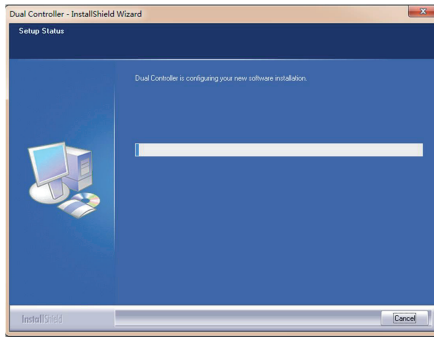 Dual Controller - InstallShield Wizard
Setup Status
Dual Controller is configuring your new software installation.
InstallShield
Cancel